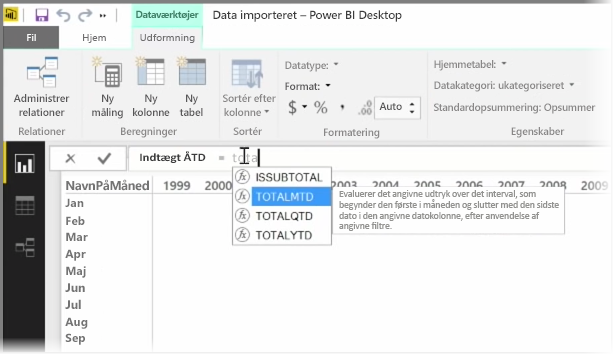 Dataværktøjer
Data importeret – Power BI Desktop
Fil
Hjem
Udformning
Administrer
relationer
Ny
måling
Ny
kolonne
Ny
tabel
Sortér efter
kolonne
Datatype:
Format:
$ % , .00 Auto
Hjemmetabel:
Datakategori: ukategoriseret
Standardopsummering: Opsummer
Relationer
Beregninger
Sortér
Formatering
Egenskaber
Indtægt ÅTD = tota
NavnPåMåned 1999 2000 2003 2004 2005 2006 2007 2008 2009
fx ISSUBTOTAL
fx TOTALMTD
fx TOTALQTD
fx TOTALYTD
Evaluerer det angivne udtryk over det interval, som
begynder den første i måneden og slutter med den sidste
dato i den angivne datokolonne, efter anvendelse af
angivne filtre.
Jan
Feb
Mar
Apr
Maj
Jun
Jul
Aug
Sep